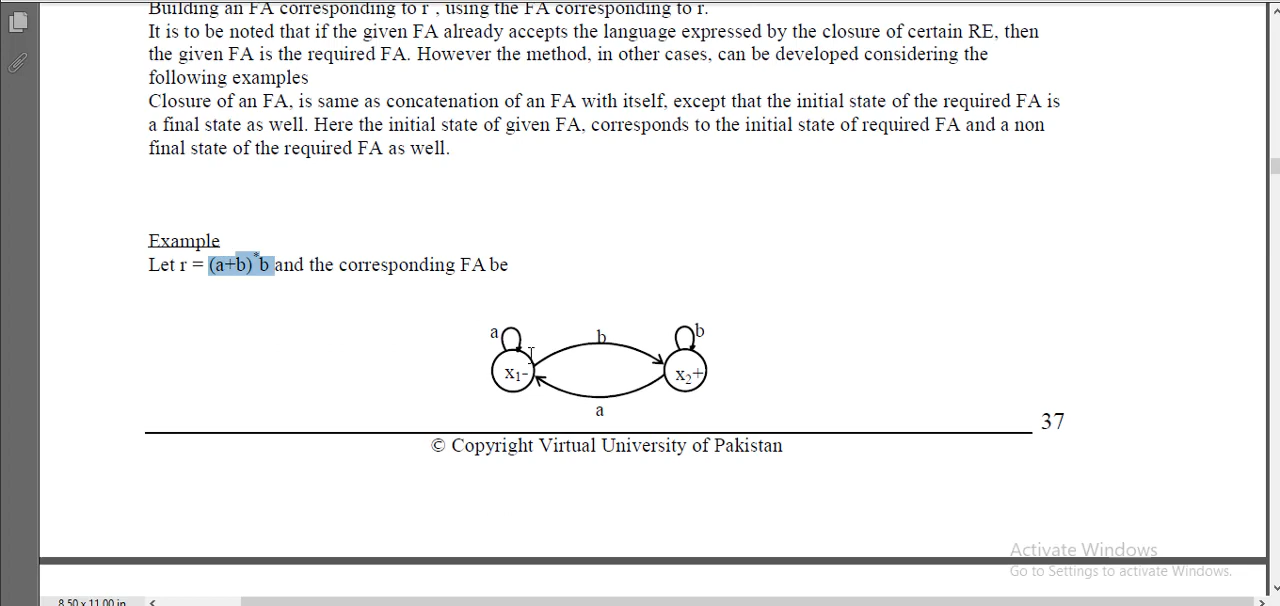 Building an FA corresponding to r , using the FA corresponding to r.
It is to be noted that if the given FA already accepts the language expressed by the closure of certain RE, then
the given FA is the required FA. However the method, in other cases, can be developed considering the
following examples
Closure of an FA, is same as concatenation of an FA with itself, except that the initial state of the required FA is
a final state as well. Here the initial state of given FA, corresponds to the initial state of required FA and a non
final state of the required FA as well.
Example
Let r = (a+b)*b and the corresponding FA be
a
b
b
x₁-
x₂+
a
37
© Copyright Virtual University of Pakistan
Activate Windows
Go to Settings to activate Windows.
8.50 x 11.00 in